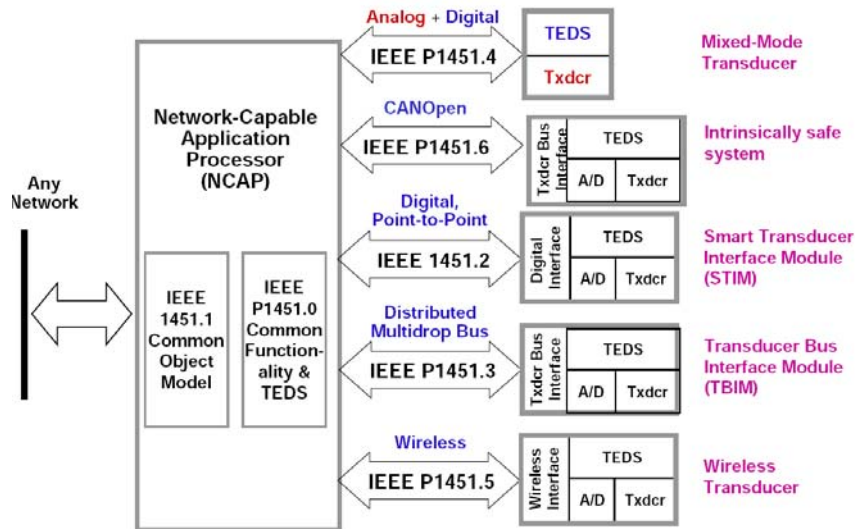 Any
Network
Network-Capable
Application
Processor
(NCAP)
IEEE
1451.1
Common
Object
Model
IEEE
P1451.0
Common
Function-
ality &
TEDS
Analog + Digital
IEEE P1451.4
TEDS
Txdcr
Mixed-Mode
Transducer
CANOpen
IEEE P1451.6
Txdcr Bus
Interface
TEDS
A/D
Txdcr
Intrinsically safe
system
Digital,
Point-to-Point
IEEE 1451.2
Digital Interface
TEDS
A/D
Txdcr
Smart Transducer
Interface Module
(STIM)
Distributed
Multidrop Bus
IEEE P1451.3
Txdcr Bus
Interface
TEDS
A/D
Txdcr
Transducer Bus
Interface Module
(TBIM)
Wireless
IEEE P1451.5
Wireless
Interface
TEDS
A/D
Txdcr
Wireless
Transducer